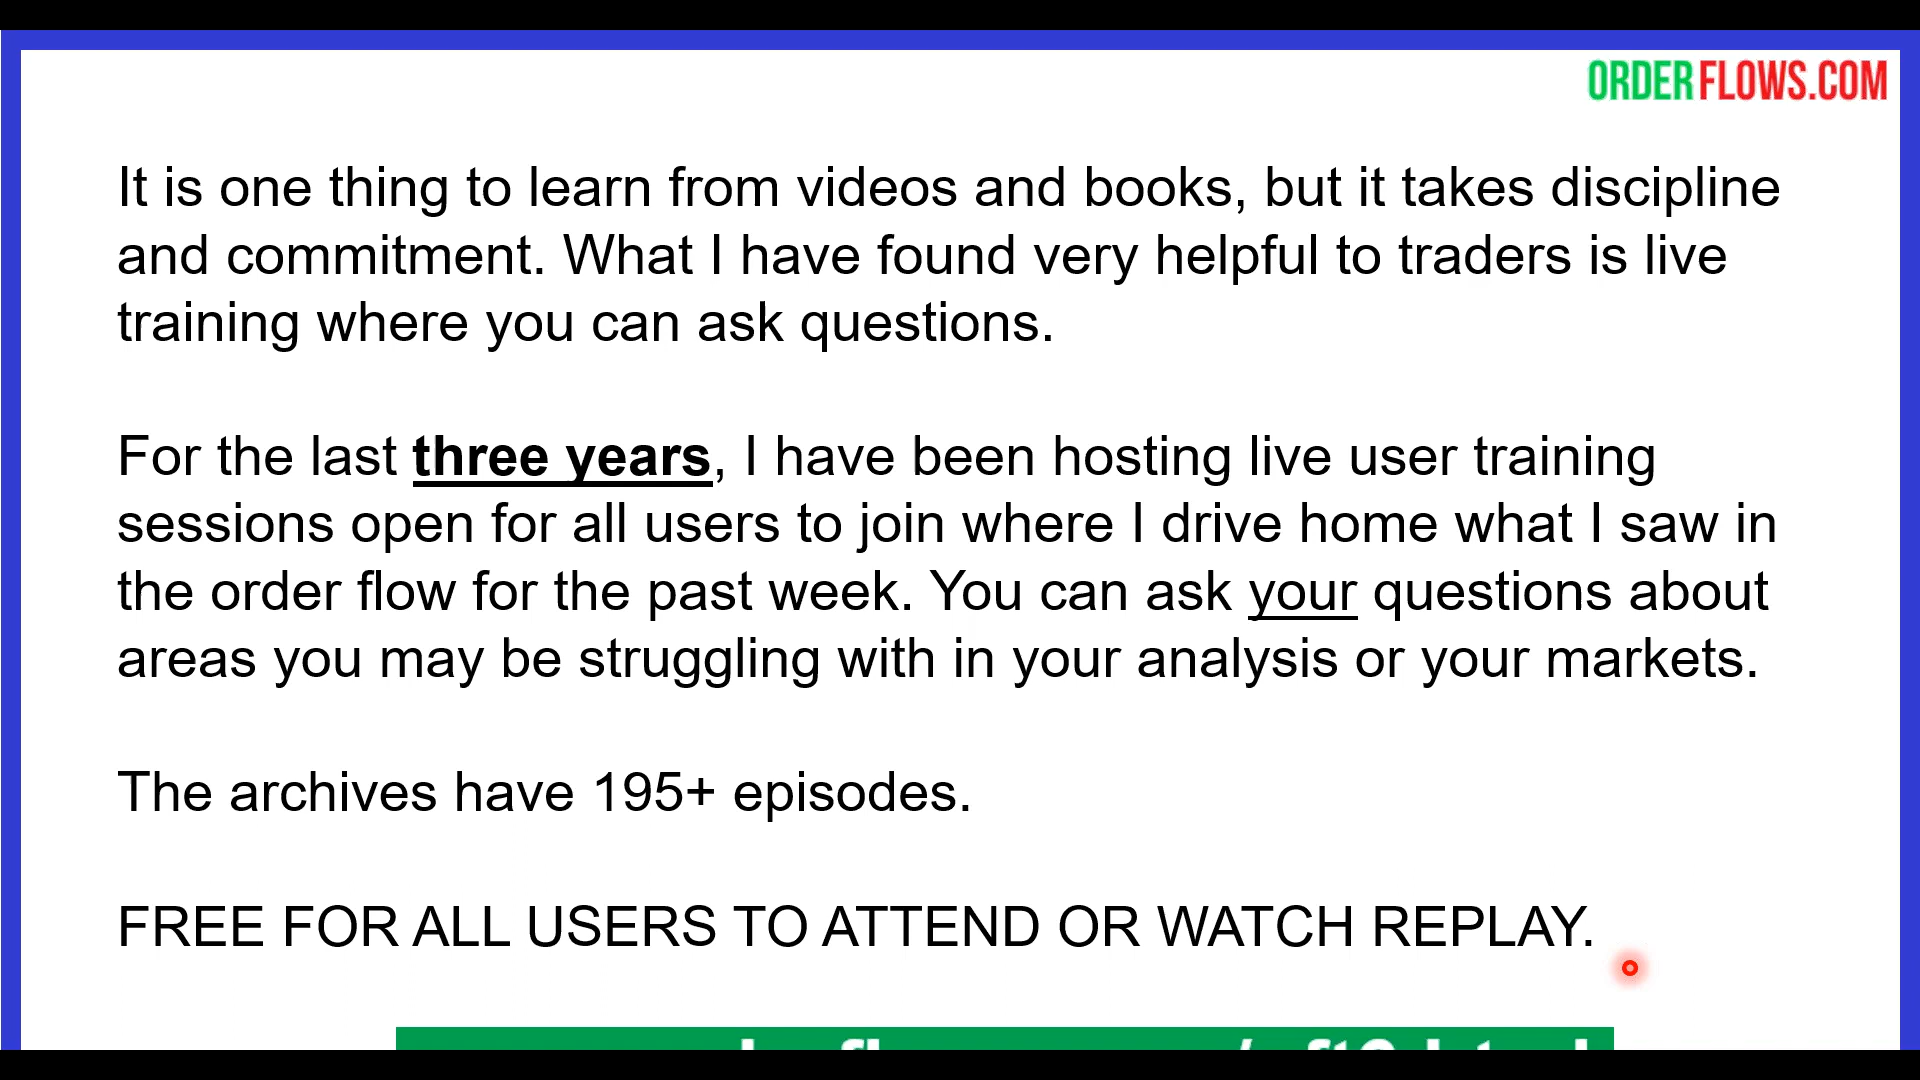 ORDERFLOWS.COM
It is one thing to learn from videos and books, but it takes discipline
and commitment. What I have found very helpful to traders is live
training where you can ask questions.
For the last three years, I have been hosting live user training
sessions open for all users to join where I drive home what I saw in
the order flow for the past week. You can ask your questions about
areas you may be struggling with in your analysis or your markets.
The archives have 195+ episodes.
FREE FOR ALL USERS TO ATTEND OR WATCH REPLAY.